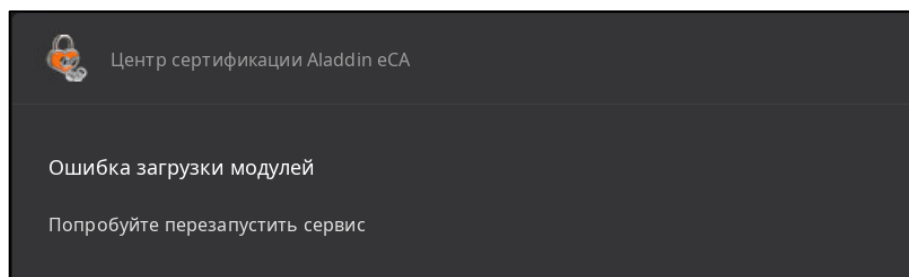 Центр сертификации Aladdin eCA
Ошибка загрузки модулей
Попробуйте перезапустить сервис